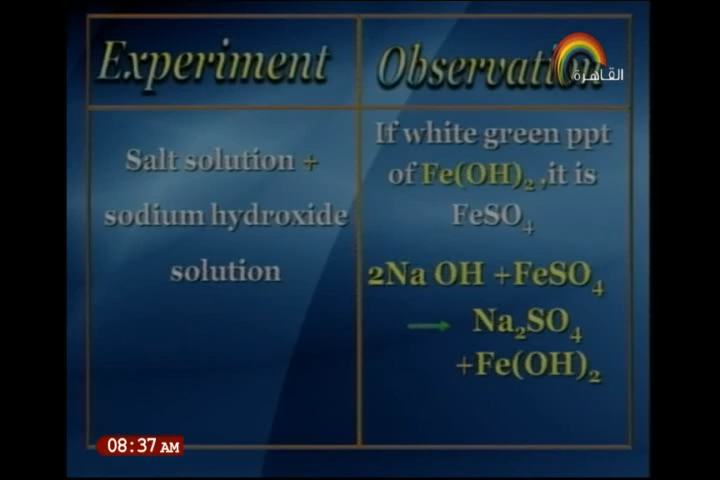 Experiment
Observation
القاهرة
Salt solution +
sodium hydroxide
solution
If white green ppt
of Fe(OH)₂ ,it is
FeSO₄
2Na OH +FeSO₄
→ Na₂SO₄
+Fe(OH)₂
08:37 AM